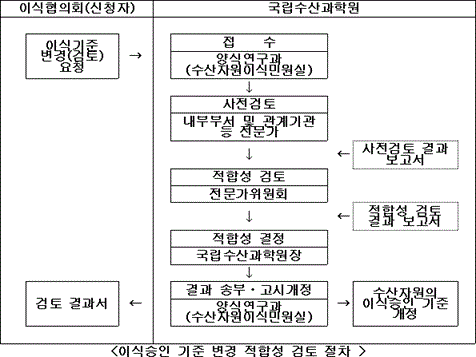 이식협의회(신청자)
국립수산과학원
이식기준
변경(검토)
요청
→
접 수
양식연구과
(수산자원이식민원실)
↓
사전검토
내부부서 및 관계기관
등 전문가
↓
← 사전검토 결과
보고서
적합성 검토
전문가위원회
↓
← 적합성 검토
결과 보고서
적합성 결정
국립수산과학원장
↓
검토 결과서
←
결과 송부·고시개정
양식연구과
(수산자원이식민원실)
→
수산자원의
이식승인 기준
개정
<이식승인 기준 변경 적합성 검토 절차>